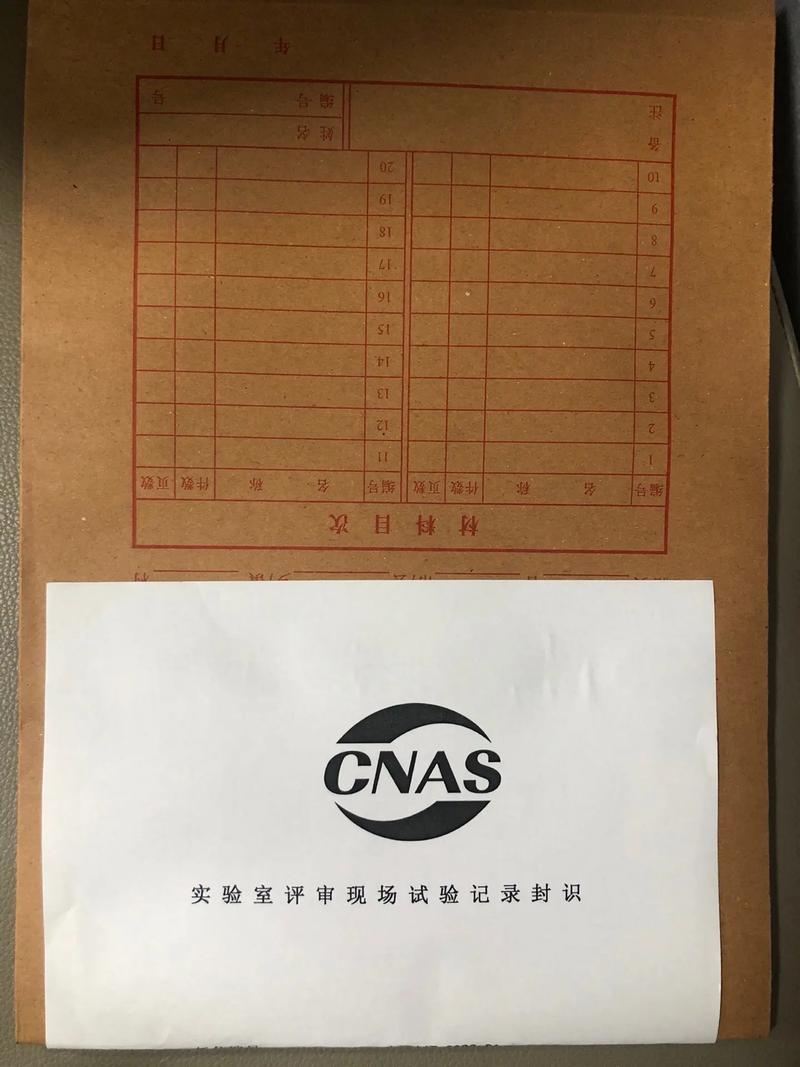 年 月 日
备 注
姓 名
编 号 号
材 料 目 次
编号 名 称 件数 页数 编号 名 称 件数 页数
1 11
2 12
3 13
4 14
5 15
6 16
7 17
8 18
9 19
10 20
CNAS
实验室评审现场试验记录封识